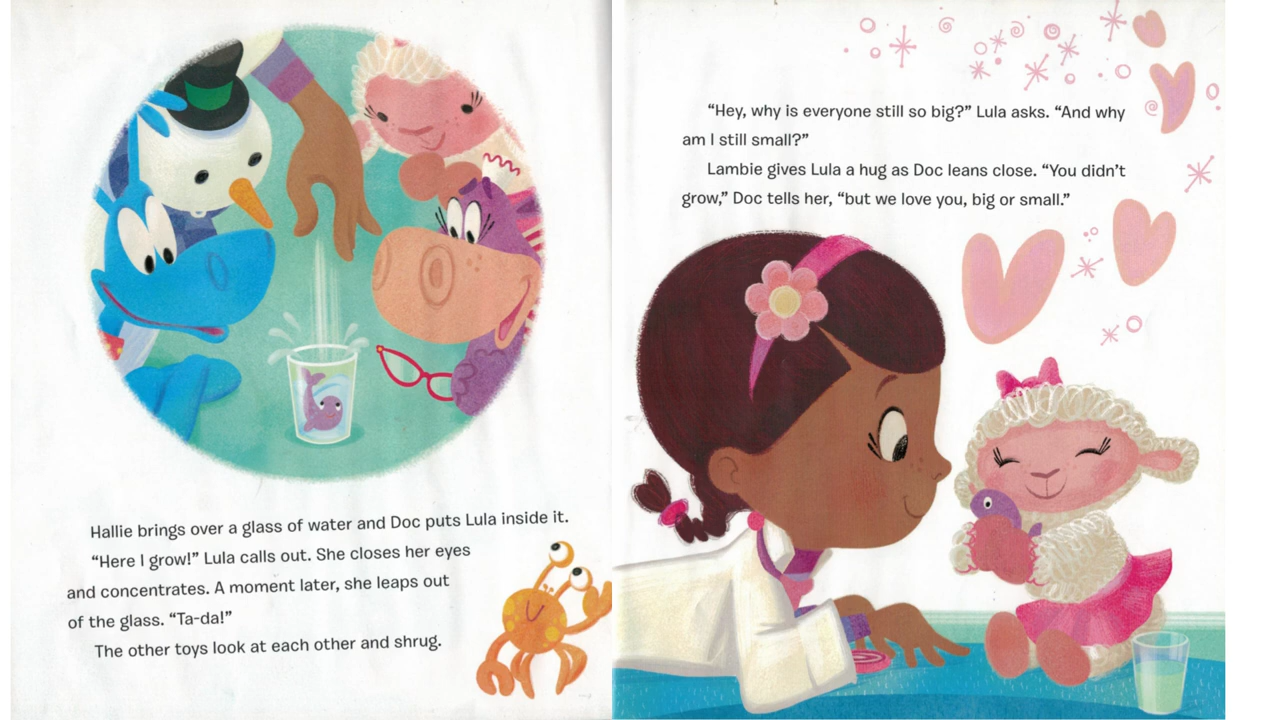 Hallie brings over a glass of water and Doc puts Lula inside it.
“Here I grow!” Lula calls out. She closes her eyes
and concentrates. A moment later, she leaps out
of the glass. “Ta-da!”
The other toys look at each other and shrug.
“Hey, why is everyone still so big?” Lula asks. “And why
am I still small?”
Lambie gives Lula a hug as Doc leans close. “You didn’t
grow,” Doc tells her, “but we love you, big or small.”